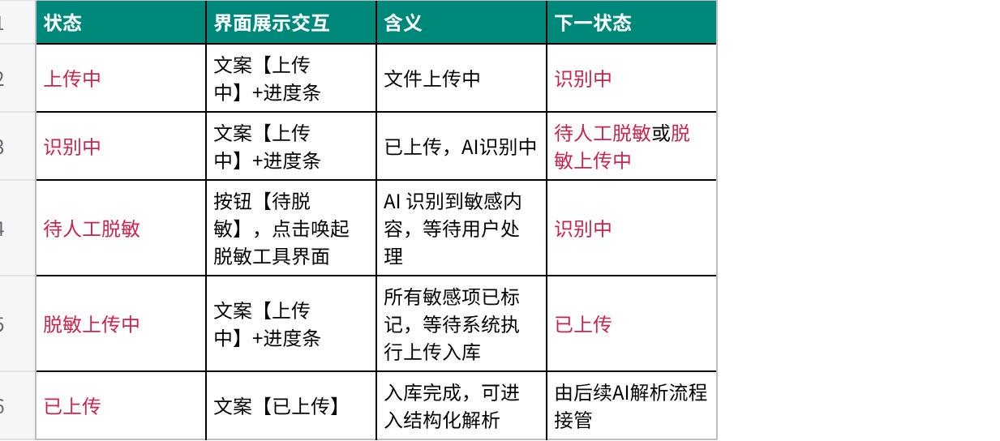 状态 界面展示交互 含义 下一状态
上传中 文案【上传 文件上传中 识别中
中】+进度条
识别中 文案【上传 已上传，AI识别中 待人工脱敏或脱
中】+进度条 敏上传中
待人工脱敏 按钮【待脱 AI 识别到敏感内 识别中
敏】，点击唤起 容，等待用户处
脱敏工具界面 理
脱敏上传中 文案【上传 所有敏感项已标 已上传
中】+进度条 记，等待系统执
行上传入库
已上传 文案【已上传】 入库完成，可进 由后续AI解析流程
入结构化解析 接管